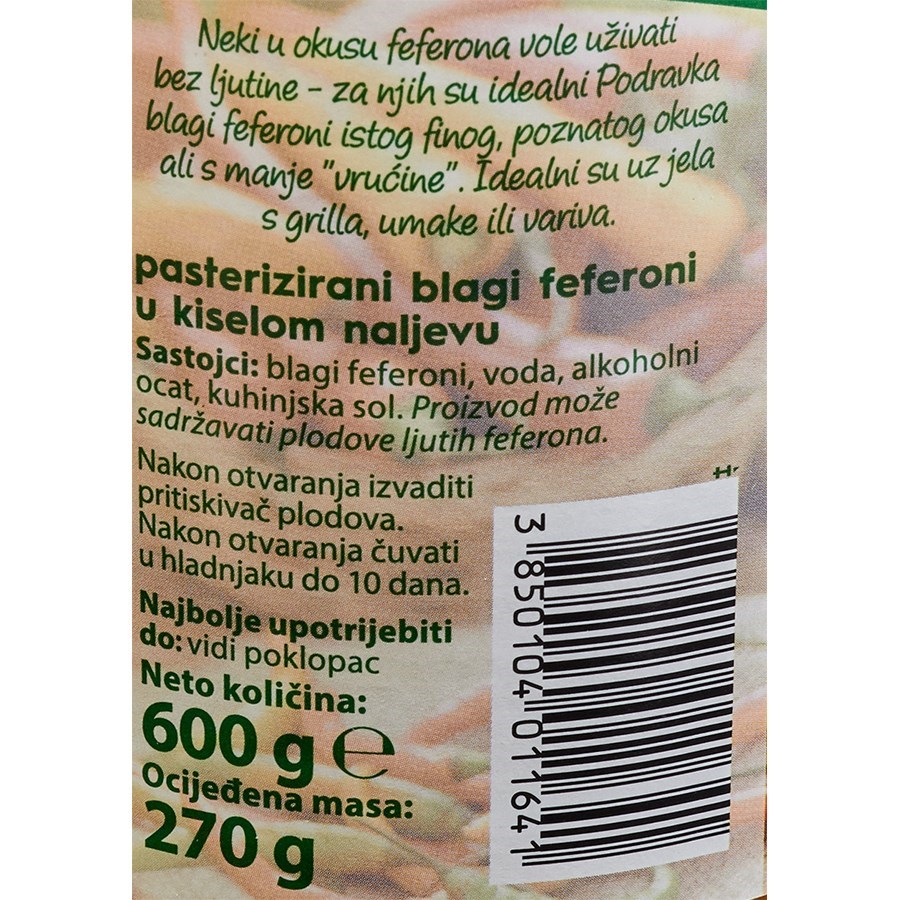 Neki u okusu feferona vole uživati
bez ljutine - za njih su idealni Podravka
blagi feferoni istog finog, poznatog okusa
ali s manje "vrućine". Idealni su uz jela
s grilla, umake ili variva.
pasterizirani blagi feferoni
u kiselom naljevu
Sastojci: blagi feferoni, voda, alkoholni
ocat, kuhinjska sol. Proizvod može
sadržavati plodove ljutih feferona.
Nakon otvaranja izvaditi
pritiskivač plodova.
Nakon otvaranja čuvati
u hladnjaku do 10 dana.
Najbolje upotrijebiti
do: vidi poklopac
Neto količina:
600 g ℮
Ocijeđena masa:
270 g
3 850104 011641